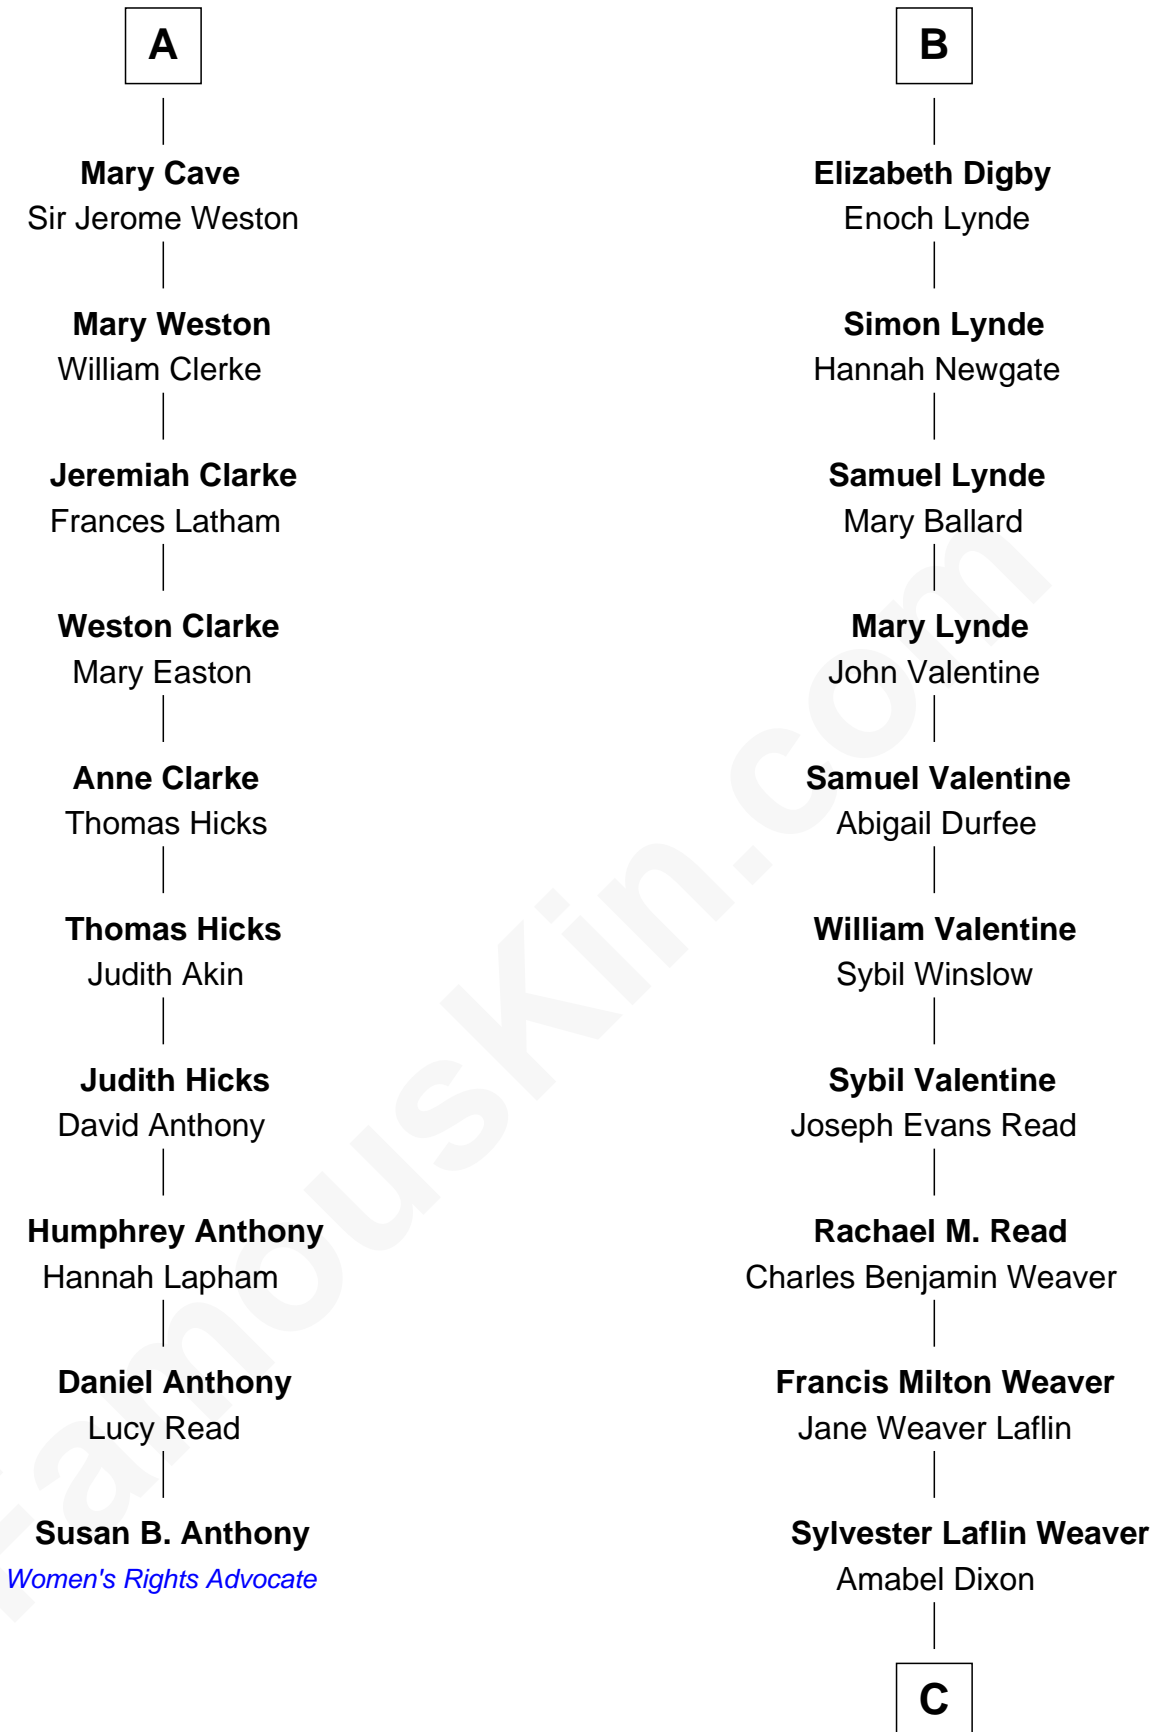 A
Mary Cave
Sir Jerome Weston
Mary Weston
William Clerke
Jeremiah Clarke
Frances Latham
Weston Clarke
Mary Easton
Anne Clarke
Thomas Hicks
Thomas Hicks
Judith Akin
Judith Hicks
David Anthony
Humphrey Anthony
Hannah Lapham
Daniel Anthony
Lucy Read
Susan B. Anthony
Women's Rights Advocate
B
Elizabeth Digby
Enoch Lynde
Simon Lynde
Hannah Newgate
Samuel Lynde
Mary Ballard
Mary Lynde
John Valentine
Samuel Valentine
Abigail Durfee
William Valentine
Sybil Winslow
Sybil Valentine
Joseph Evans Read
Rachael M. Read
Charles Benjamin Weaver
Francis Milton Weaver
Jane Weaver Laflin
Sylvester Laflin Weaver
Amabel Dixon
C
FamousKin.com